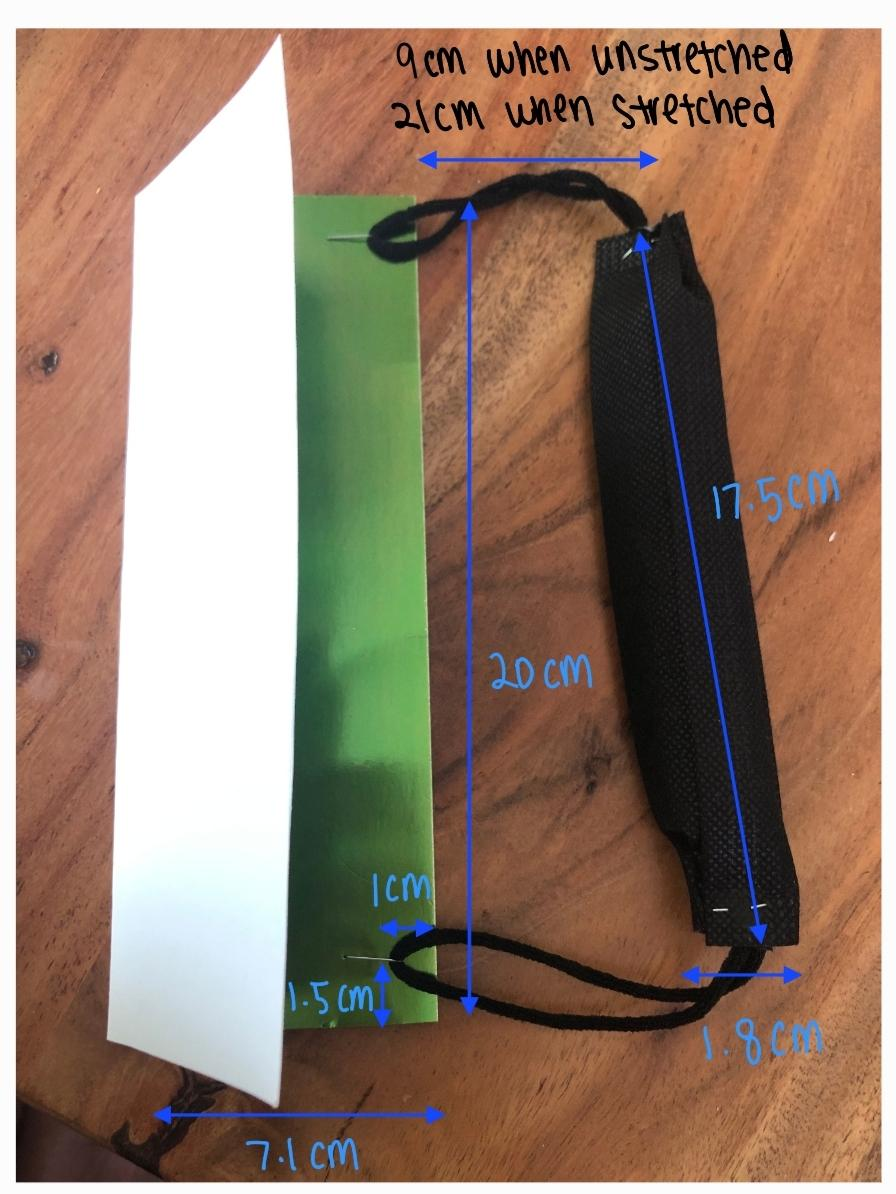 9cm when unstretched
21cm when stretched
17.5cm
20cm
1cm
1.5cm
1.8cm
7.1cm